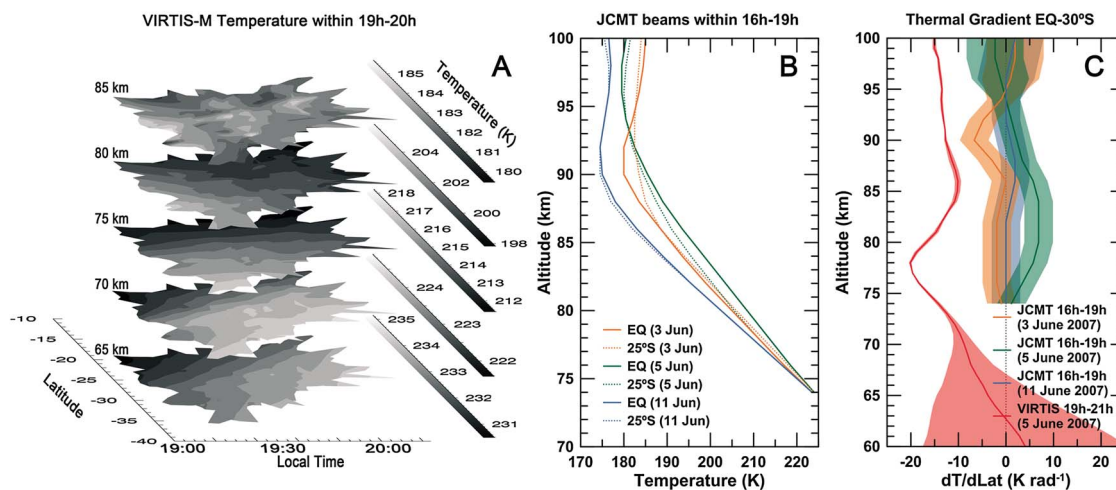 VIRTIS-M Temperature within 19h-20h
A
85 km
80 km
75 km
70 km
65 km
Temperature (K)
185
184
183
182
181
180
204
202
200
198
218
217
216
215
214
213
212
224
223
222
235
234
233
232
231
-10
-15
-20
-25
-30
-35
-40
Latitude
19:00
19:30
20:00
Local Time
JCMT beams within 16h-19h
B
100
95
90
85
80
75
70
Altitude (km)
EQ (3 Jun)
25ºS (3 Jun)
EQ (5 Jun)
25ºS (5 Jun)
EQ (11 Jun)
25ºS (11 Jun)
170 180 190 200 210 220
Temperature (K)
Thermal Gradient EQ-30ºS
C
100
95
90
85
80
75
70
65
60
Altitude (km)
JCMT 16h-19h
(3 June 2007)
JCMT 16h-19h
(5 June 2007)
JCMT 16h-19h
(11 June 2007)
VIRTIS 19h-21h
(5 June 2007)
-20 -10 0 10 20
dT/dLat (K rad⁻¹)